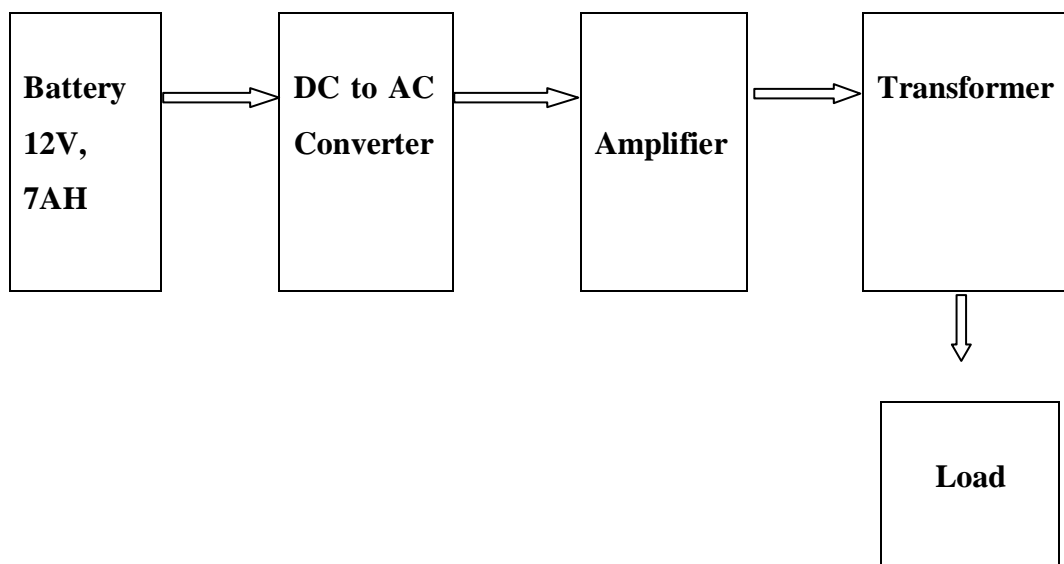 Battery
12V,
7AH
DC to AC
Converter
Amplifier
Transformer
Load